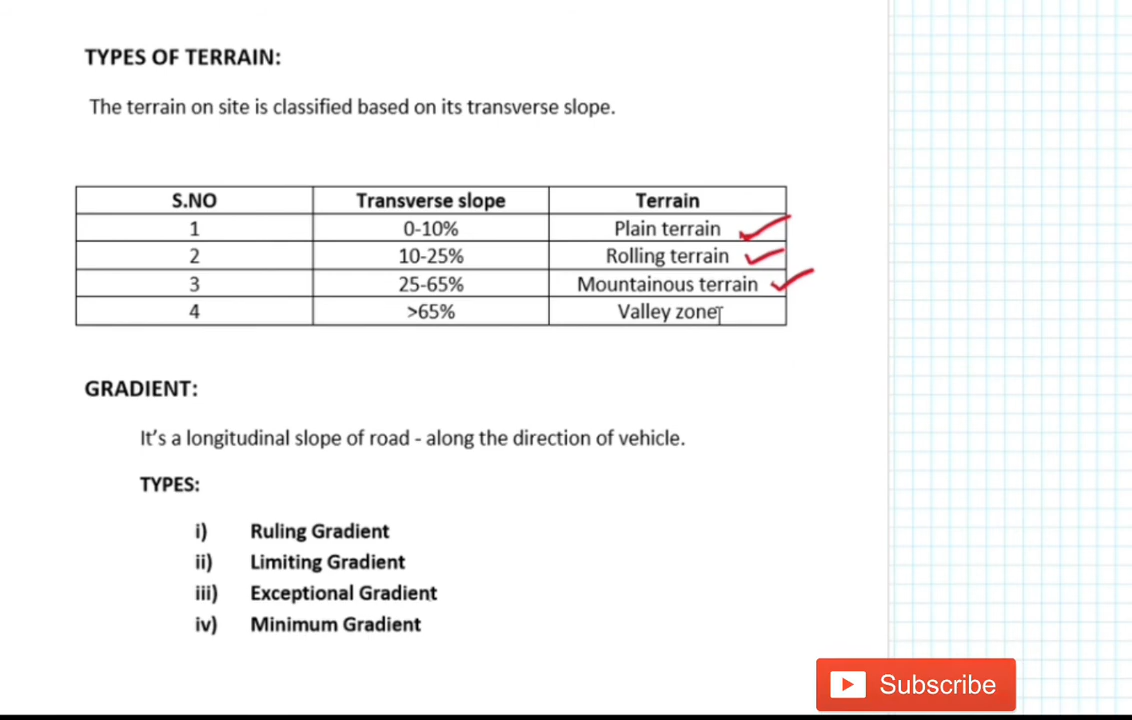 TYPES OF TERRAIN:
The terrain on site is classified based on its transverse slope.
S.NO Transverse slope Terrain
1 0-10% Plain terrain
2 10-25% Rolling terrain
3 25-65% Mountainous terrain
4 >65% Valley zone
GRADIENT:
It's a longitudinal slope of road - along the direction of vehicle.
TYPES:
i) Ruling Gradient
ii) Limiting Gradient
iii) Exceptional Gradient
iv) Minimum Gradient
Subscribe